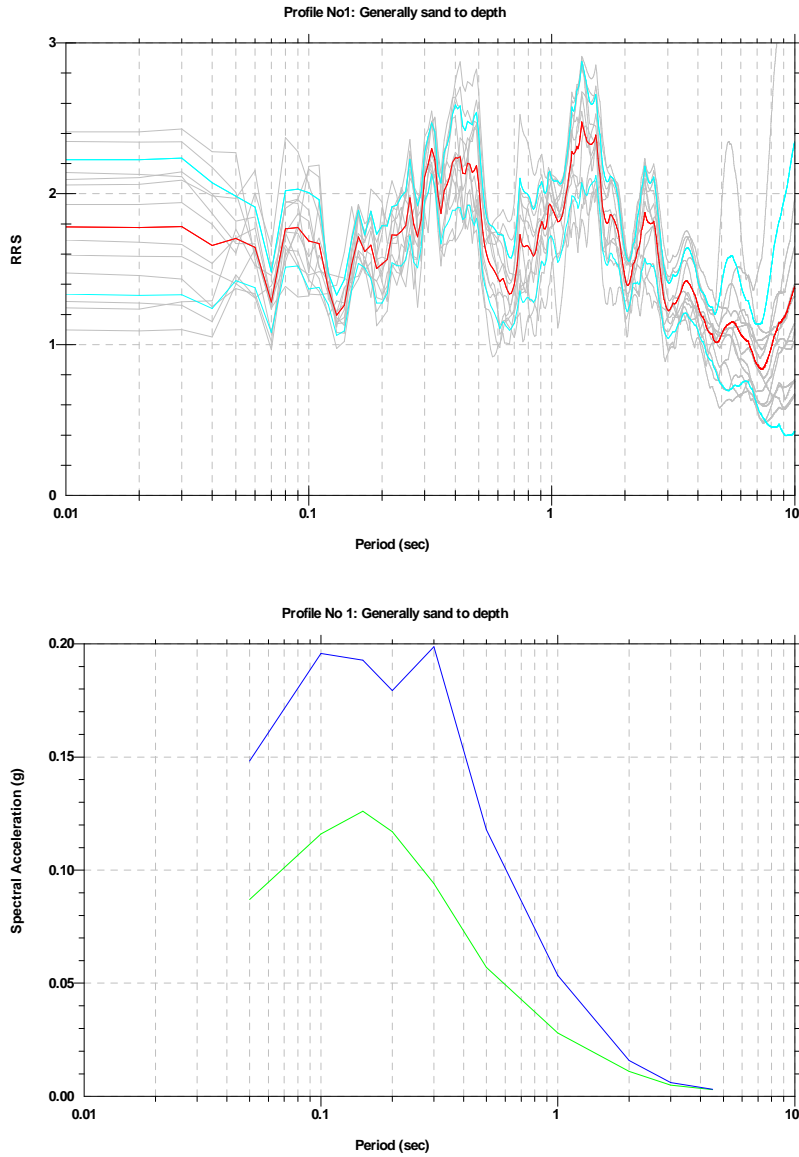 Profile No1: Generally sand to depth
3
2
1
0
RRS
0.01 0.1 1 10
Period (sec)
Profile No 1: Generally sand to depth
0.20
0.15
0.10
0.05
0.00
Spectral Acceleration (g)
0.01 0.1 1 10
Period (sec)